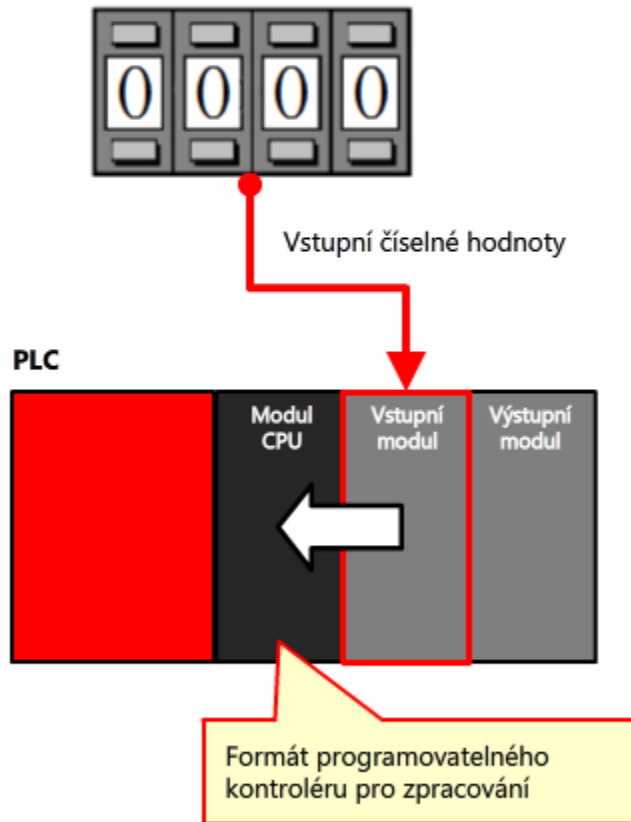 0 0 0 0
Vstupní číselné hodnoty
PLC
Modul
CPU
Vstupní
modul
Výstupní
modul
Formát programovatelného
kontroléru pro zpracování